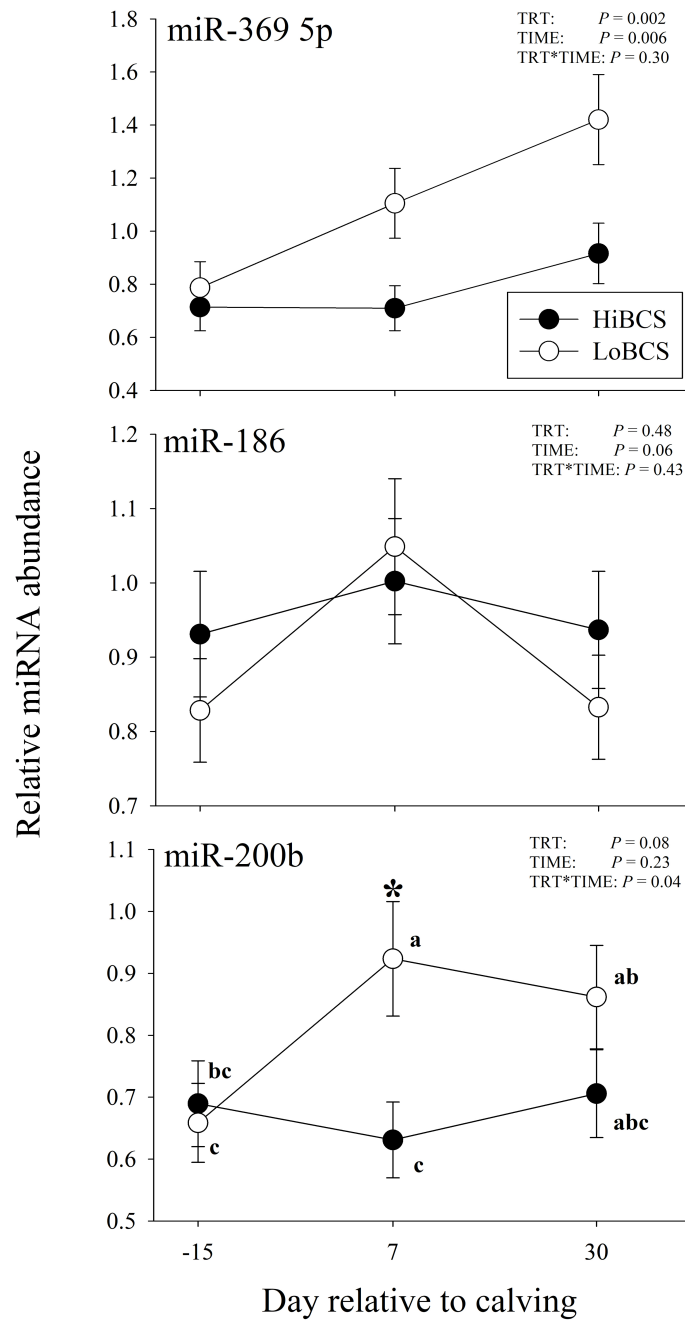 miR-369 5p
TRT: P = 0.002
TIME: P = 0.006
TRT*TIME: P = 0.30
1.8
1.6
1.4
1.2
1.0
0.8
0.6
0.4
HiBCS
LoBCS
Relative miRNA abundance
miR-186
TRT: P = 0.48
TIME: P = 0.06
TRT*TIME: P = 0.43
1.2
1.1
1.0
0.9
0.8
0.7
miR-200b
TRT: P = 0.08
TIME: P = 0.23
TRT*TIME: P = 0.04
1.1
1.0
0.9
0.8
0.7
0.6
0.5
*
a
ab
bc
c
c
abc
-15 7 30
Day relative to calving